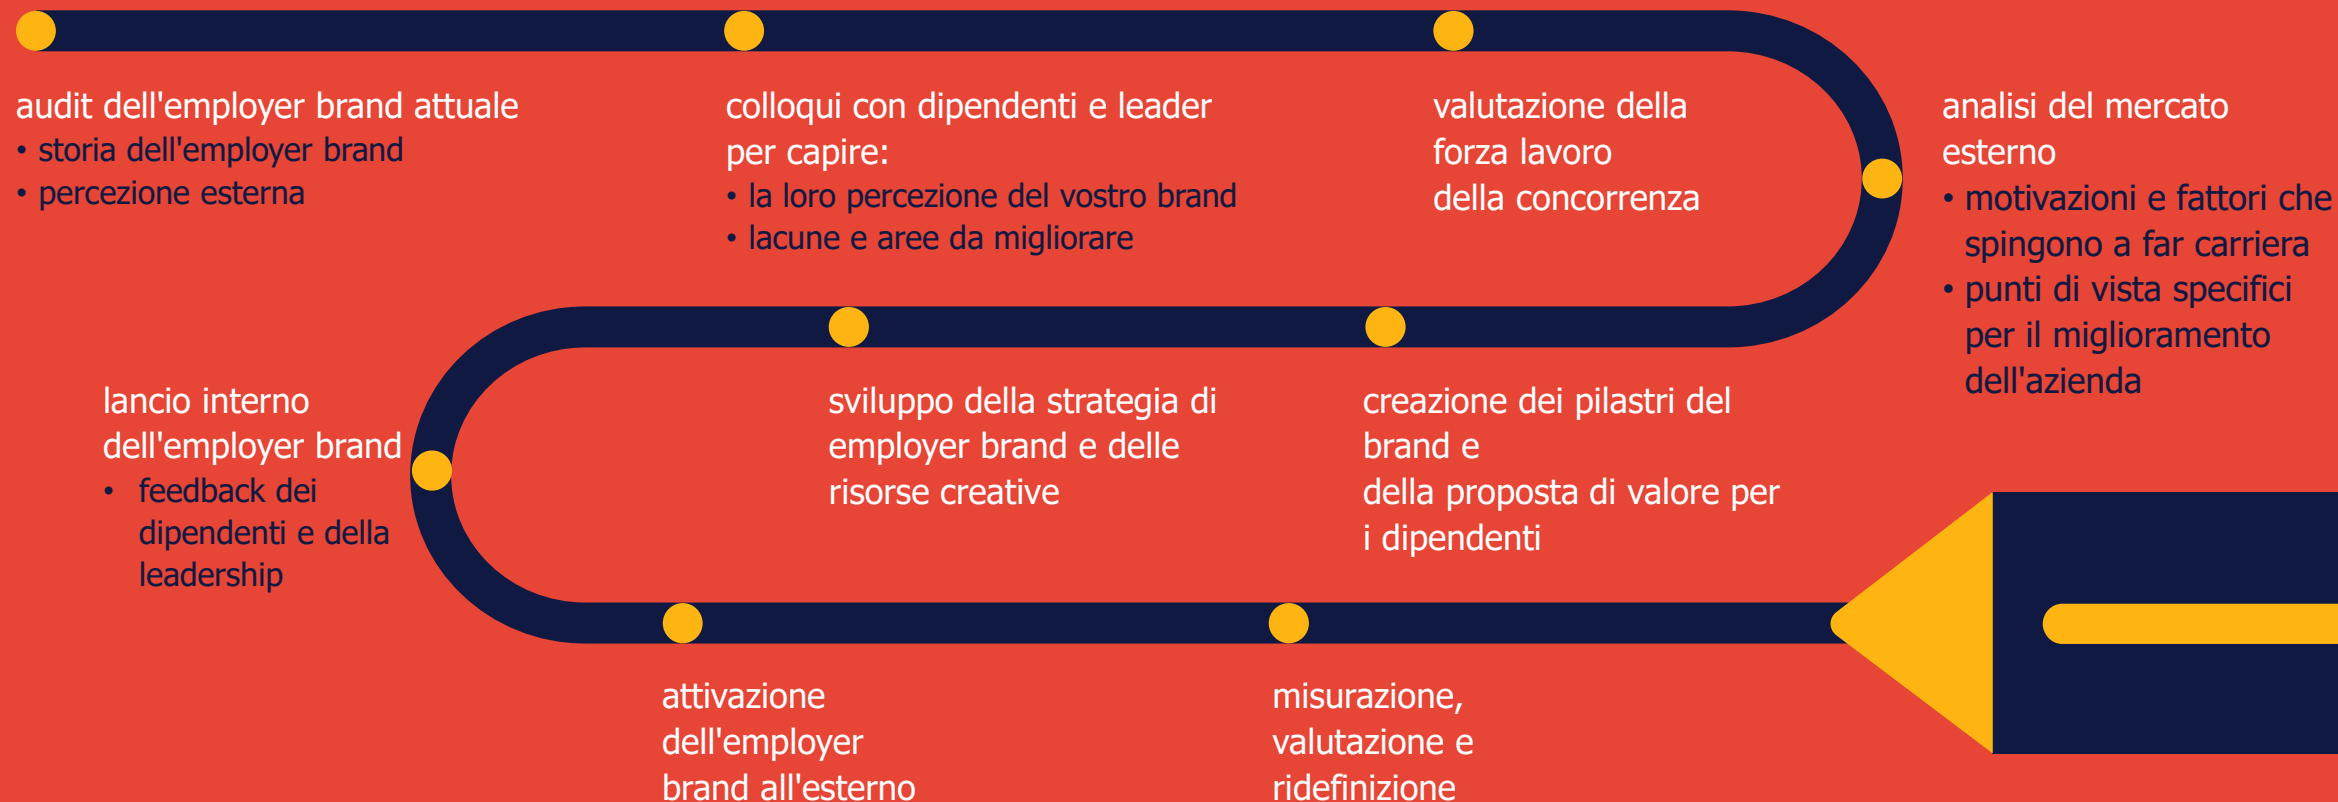 audit dell'employer brand attuale
• storia dell'employer brand
• percezione esterna
colloqui con dipendenti e leader
per capire:
• la loro percezione del vostro brand
• lacune e aree da migliorare
valutazione della
forza lavoro
della concorrenza
analisi del mercato
esterno
• motivazioni e fattori che
spingono a far carriera
• punti di vista specifici
per il miglioramento
dell'azienda
creazione dei pilastri del
brand e
della proposta di valore per
i dipendenti
sviluppo della strategia di
employer brand e delle
risorse creative
lancio interno
dell'employer brand
• feedback dei
dipendenti e della
leadership
attivazione
dell'employer
brand all'esterno
misurazione,
valutazione e
ridefinizione